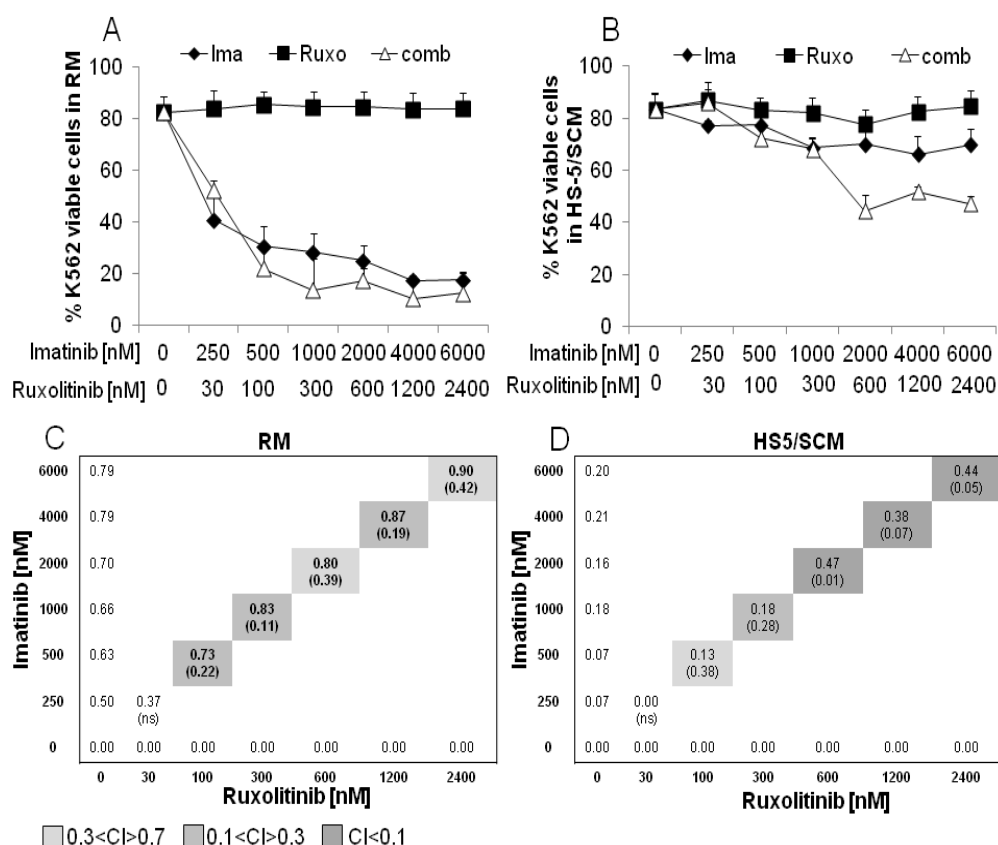 A
Ima Ruxo comb
% K562 viable cells in RM
100
80
60
40
20
0
Imatinib [nM] 0 250 500 1000 2000 4000 6000
Ruxolitinib [nM] 0 30 100 300 600 1200 2400
B
Ima Ruxo comb
% K562 viable cells
in HS-5/SCM
100
80
60
40
20
0
Imatinib [nM] 0 250 500 1000 2000 4000 6000
Ruxolitinib [nM] 0 30 100 300 600 1200 2400
C
RM
Imatinib [nM]
6000 0.79 0.90
(0.42)
4000 0.79 0.87
(0.19)
2000 0.70 0.80
(0.39)
1000 0.66 0.83
(0.11)
500 0.63 0.73
(0.22)
250 0.50 0.37
(ns)
0 0.00 0.00 0.00 0.00 0.00 0.00 0.00
0 30 100 300 600 1200 2400
Ruxolitinib [nM]
D
HS5/SCM
Imatinib [nM]
6000 0.20 0.44
(0.05)
4000 0.21 0.38
(0.07)
2000 0.16 0.47
(0.01)
1000 0.18 0.18
(0.28)
500 0.07 0.13
(0.38)
250 0.07 0.00
(ns)
0 0.00 0.00 0.00 0.00 0.00 0.00 0.00
0 30 100 300 600 1200 2400
Ruxolitinib [nM]
0.3<CI>0.7 0.1<CI>0.3 CI<0.1